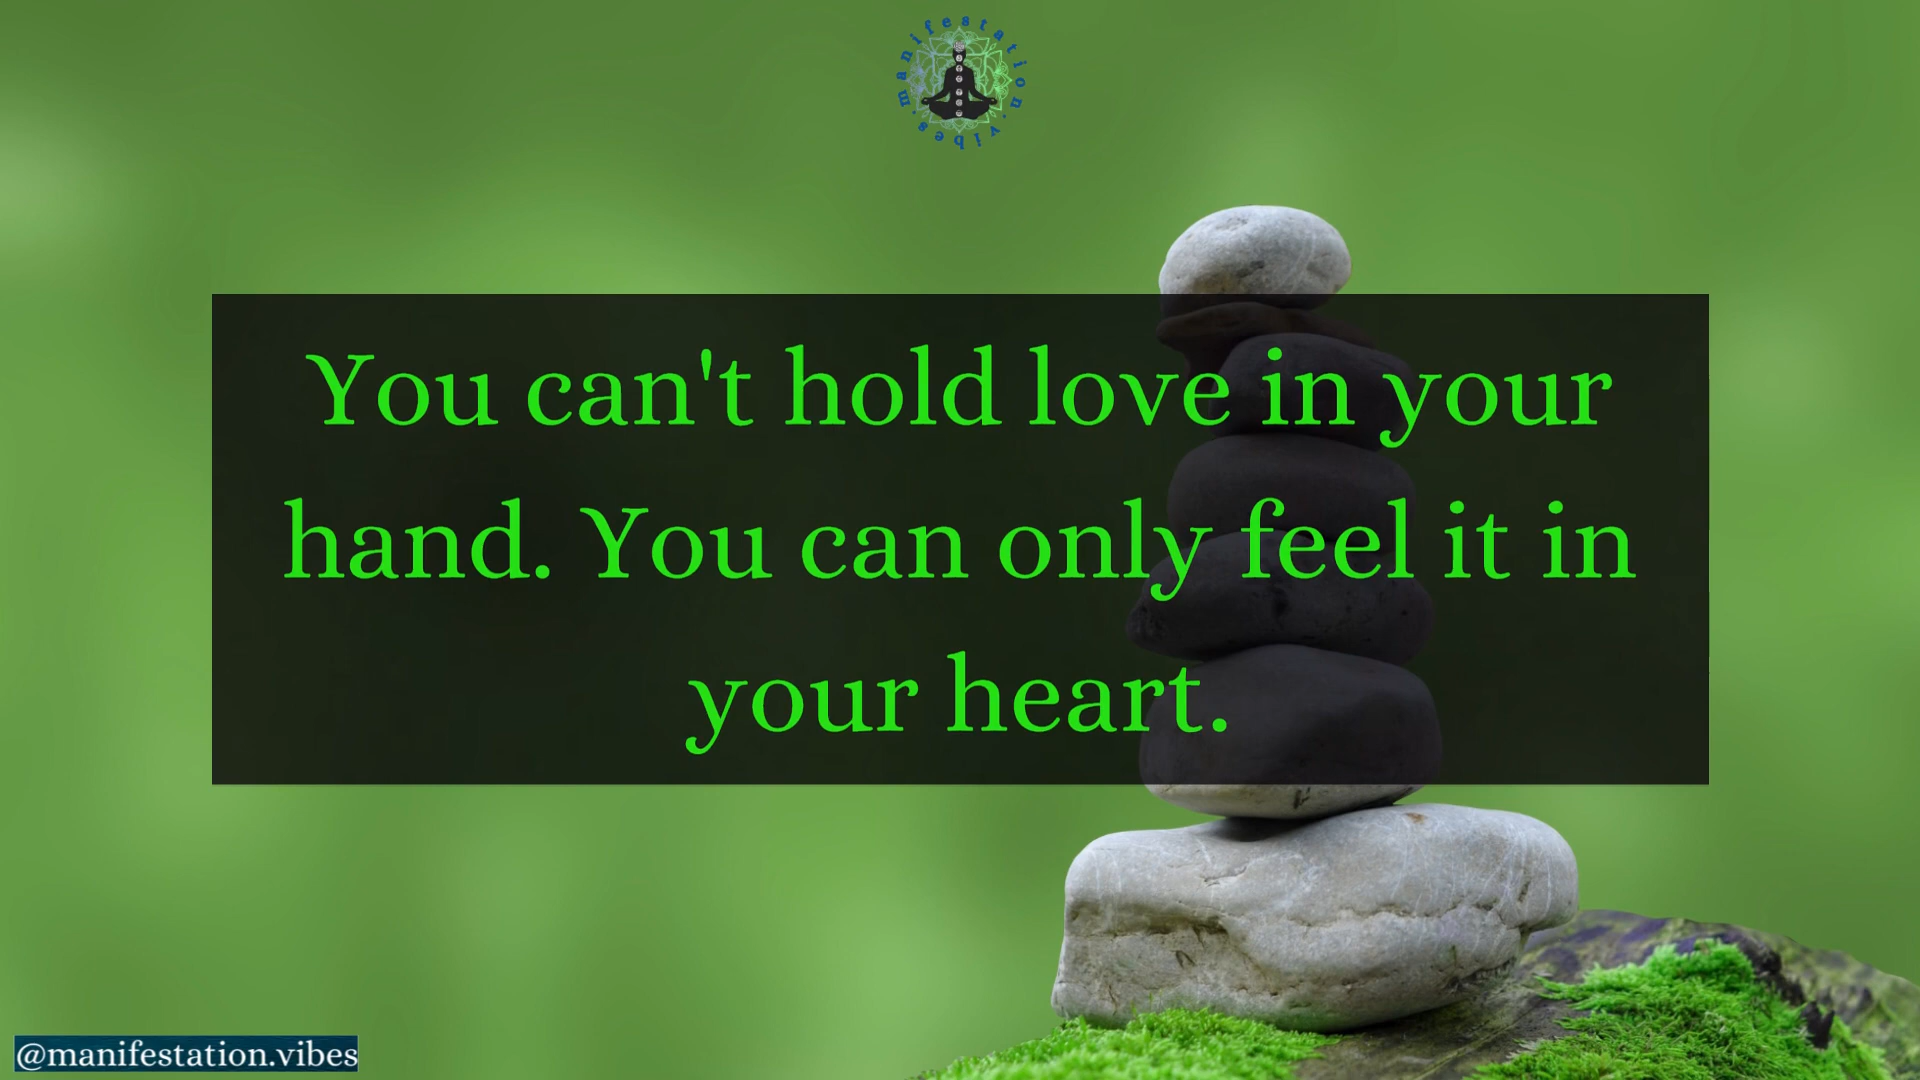 manifestation.vibes.
You can't hold love in your
hand. You can only feel it in
your heart.
@manifestation.vibes